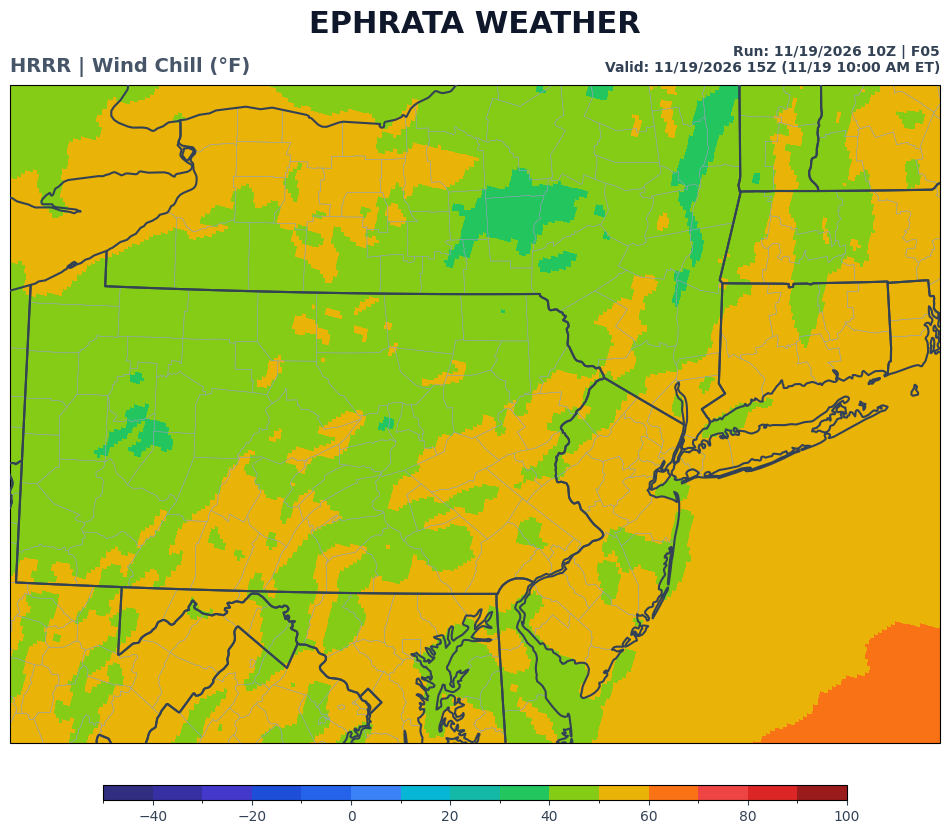 EPHRATA WEATHER
HRRR | Wind Chill (°F)
Run: 11/19/2026 10Z | F05
Valid: 11/19/2026 15Z (11/19 10:00 AM ET)
−40 −20 0 20 40 60 80 100